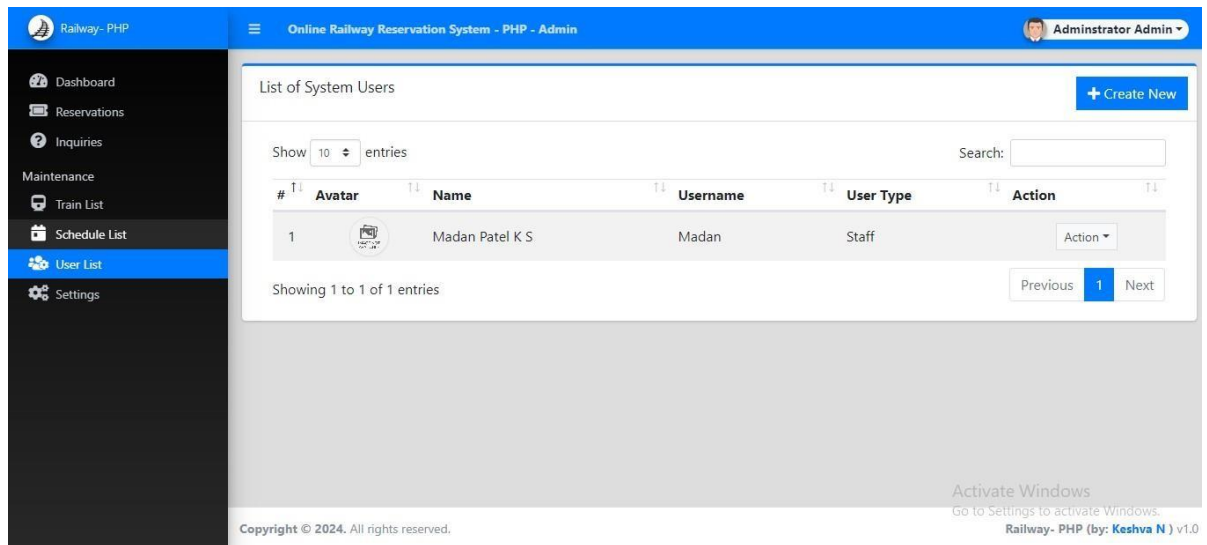 Railway- PHP
Online Railway Reservation System - PHP - Admin
Adminstrator Admin
Dashboard
Reservations
Inquiries
Maintenance
Train List
Schedule List
User List
Settings
List of System Users
Create New
Show 10 entries
Search:
# Avatar Name Username User Type Action
1 Madan Patel K S Madan Staff Action
Showing 1 to 1 of 1 entries
Previous 1 Next
Activate Windows
Go to Settings to activate Windows.
Copyright © 2024. All rights reserved.
Railway- PHP (by: Keshva N ) v1.0